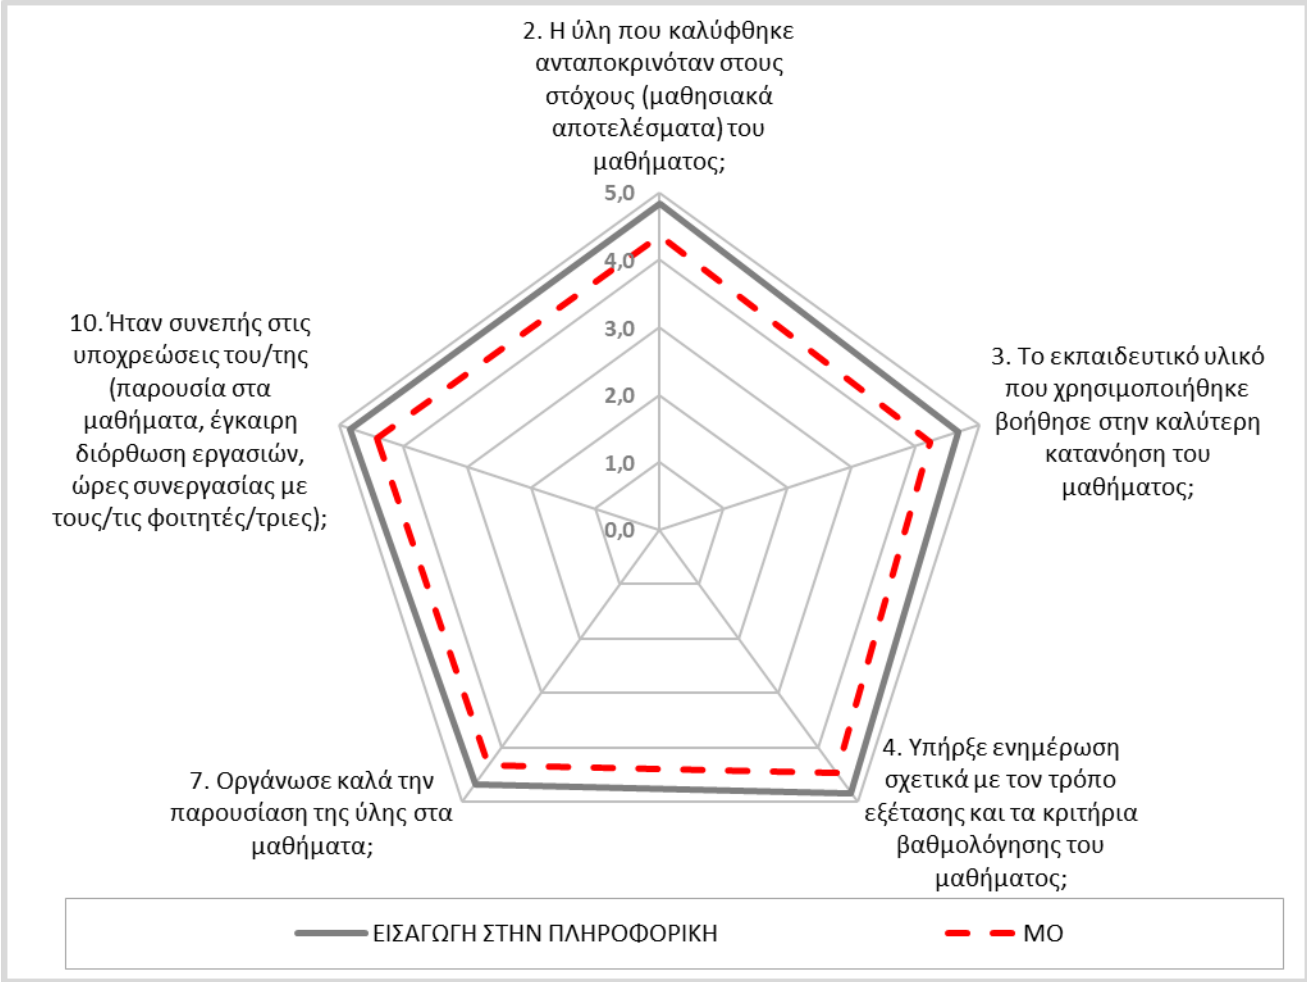 2. Η ύλη που καλύφθηκε
ανταποκρινόταν στους
στόχους (μαθησιακά
αποτελέσματα) του
μαθήματος;
5,0
4,0
3,0
2,0
1,0
0,0
10. Ήταν συνεπής στις
υποχρεώσεις του/της
(παρουσία στα
μαθήματα, έγκαιρη
διόρθωση εργασιών,
ώρες συνεργασίας με
τους/τις φοιτητές/τριες);
3. Το εκπαιδευτικό υλικό
που χρησιμοποιήθηκε
βοήθησε στην καλύτερη
κατανόηση του
μαθήματος;
7. Οργάνωσε καλά την
παρουσίαση της ύλης στα
μαθήματα;
4. Υπήρξε ενημέρωση
σχετικά με τον τρόπο
εξέτασης και τα κριτήρια
βαθμολόγησης του
μαθήματος;
ΕΙΣΑΓΩΓΗ ΣΤΗΝ ΠΛΗΡΟΦΟΡΙΚΗ
ΜΟ